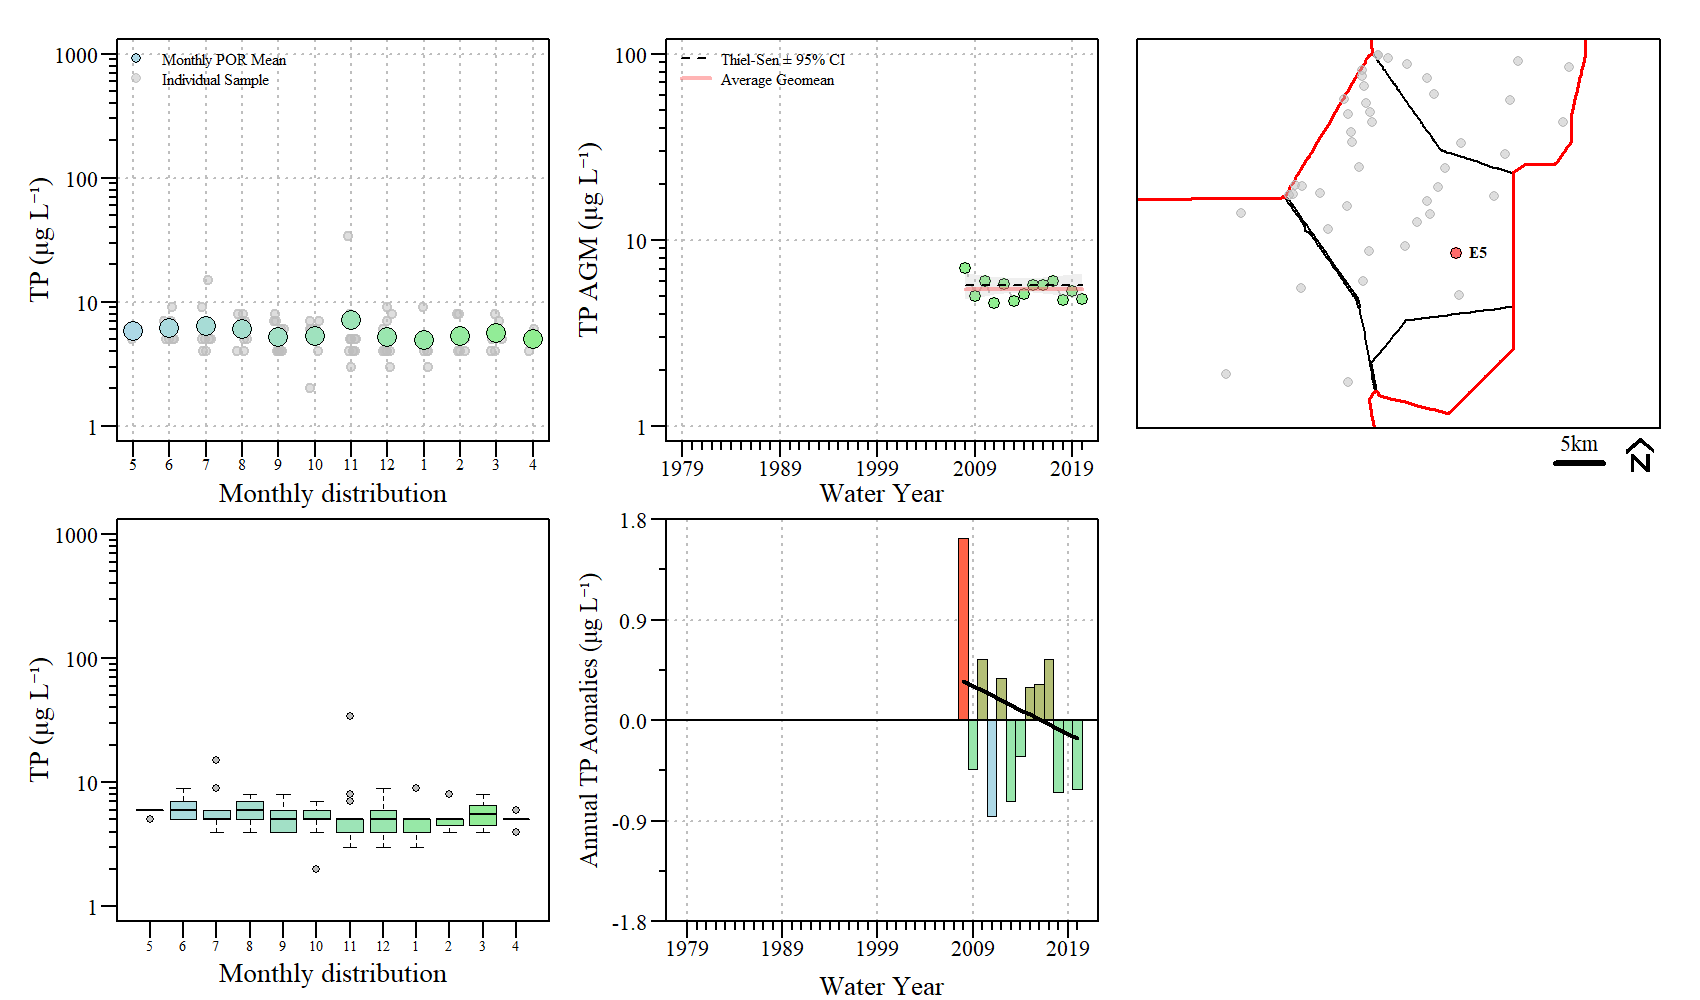 1000
100
10
1
TP (µg L⁻¹)
Monthly POR Mean
Individual Sample
5 6 7 8 9 10 11 12 1 2 3 4
Monthly distribution
100
10
1
TP AGM (µg L⁻¹)
Thiel-Sen ± 95% CI
Average Geomean
1979 1989 1999 2009 2019
Water Year
E5
5km
N
1000
100
10
1
TP (µg L⁻¹)
5 6 7 8 9 10 11 12 1 2 3 4
Monthly distribution
1.8
0.9
0.0
-0.9
-1.8
Annual TP Aomalies (µg L⁻¹)
1979 1989 1999 2009 2019
Water Year